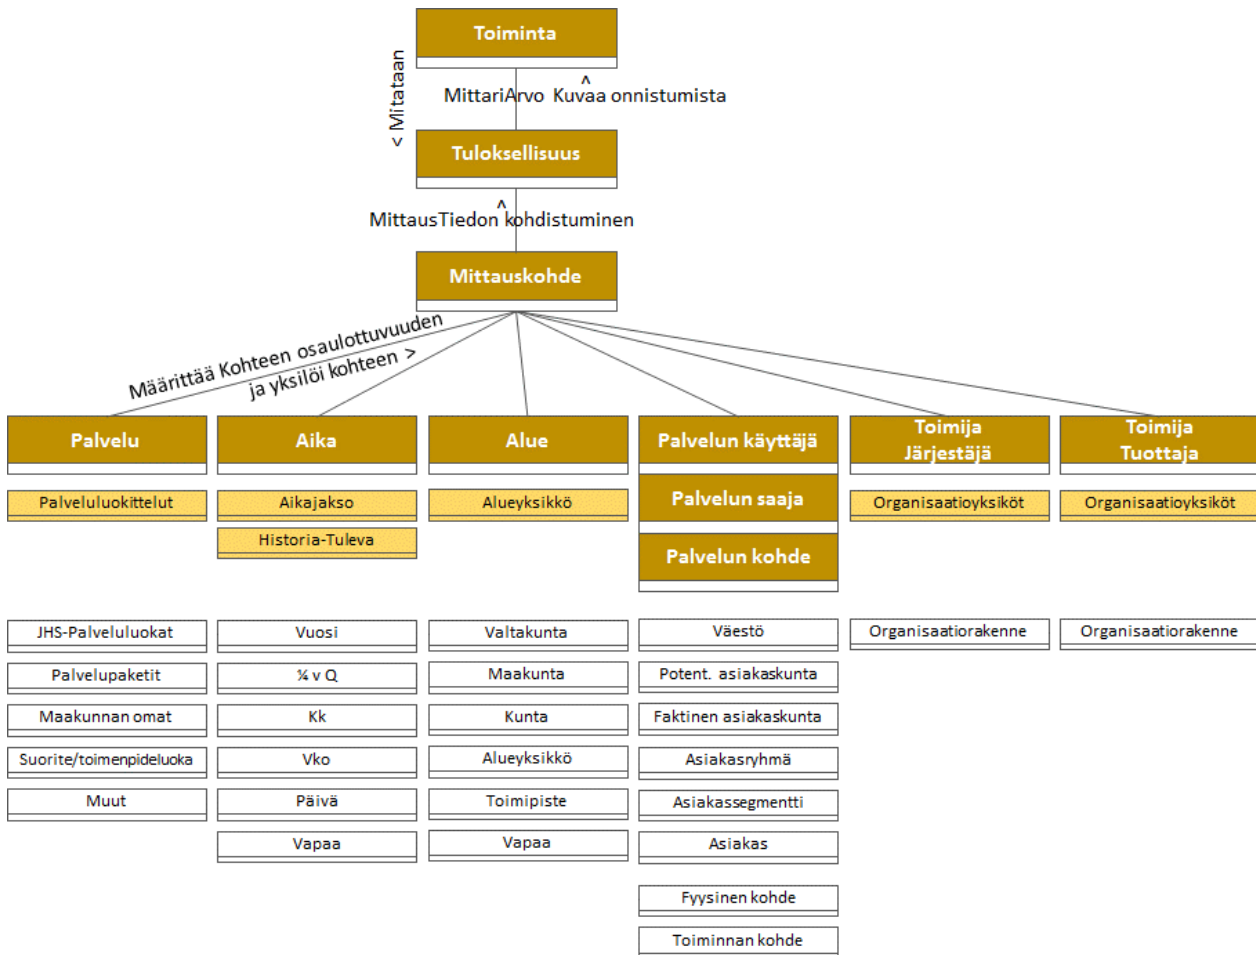 Toiminta
< Mitataan
^
MittariArvo Kuvaa onnistumista
Tuloksellisuus
^
MittausTiedon kohdistuminen
Mittauskohde
Määrittää Kohteen osaulottuvuuden
ja yksilöi kohteen >
Palvelu
Aika
Alue
Palvelun käyttäjä
Toimija
Järjestäjä
Toimija
Tuottaja
Palveluluokittelut
Aikajakso
Alueyksikkö
Palvelun saaja
Organisaatioyksiköt
Organisaatioyksiköt
Historia-Tuleva
Palvelun kohde
JHS-Palveluluokat
Vuosi
Valtakunta
Väestö
Organisaatiorakenne
Organisaatiorakenne
Palvelupaketit
¼ v Q
Maakunta
Potent. asiakaskunta
Maakunnan omat
Kk
Kunta
Faktinen asiakaskunta
Suorite/toimenpideluoka
Vko
Alueyksikkö
Asiakasryhmä
Muut
Päivä
Toimipiste
Asiakassegmentti
Vapaa
Vapaa
Asiakas
Fyysinen kohde
Toiminnan kohde